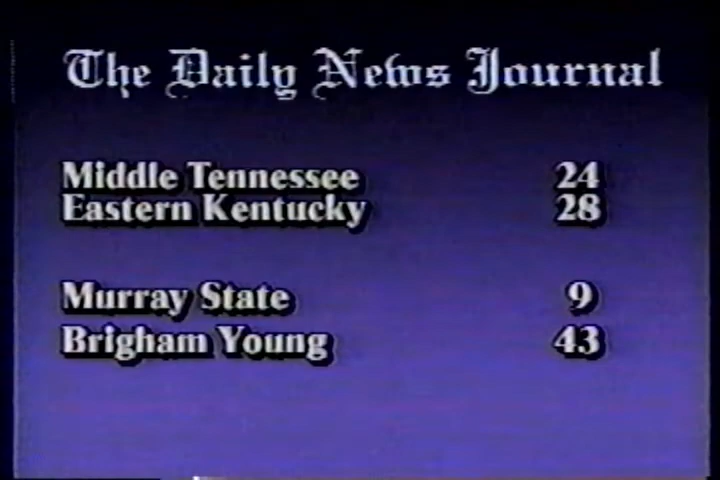 The Daily News Journal
Middle Tennessee 24
Eastern Kentucky 28
Murray State 9
Brigham Young 43